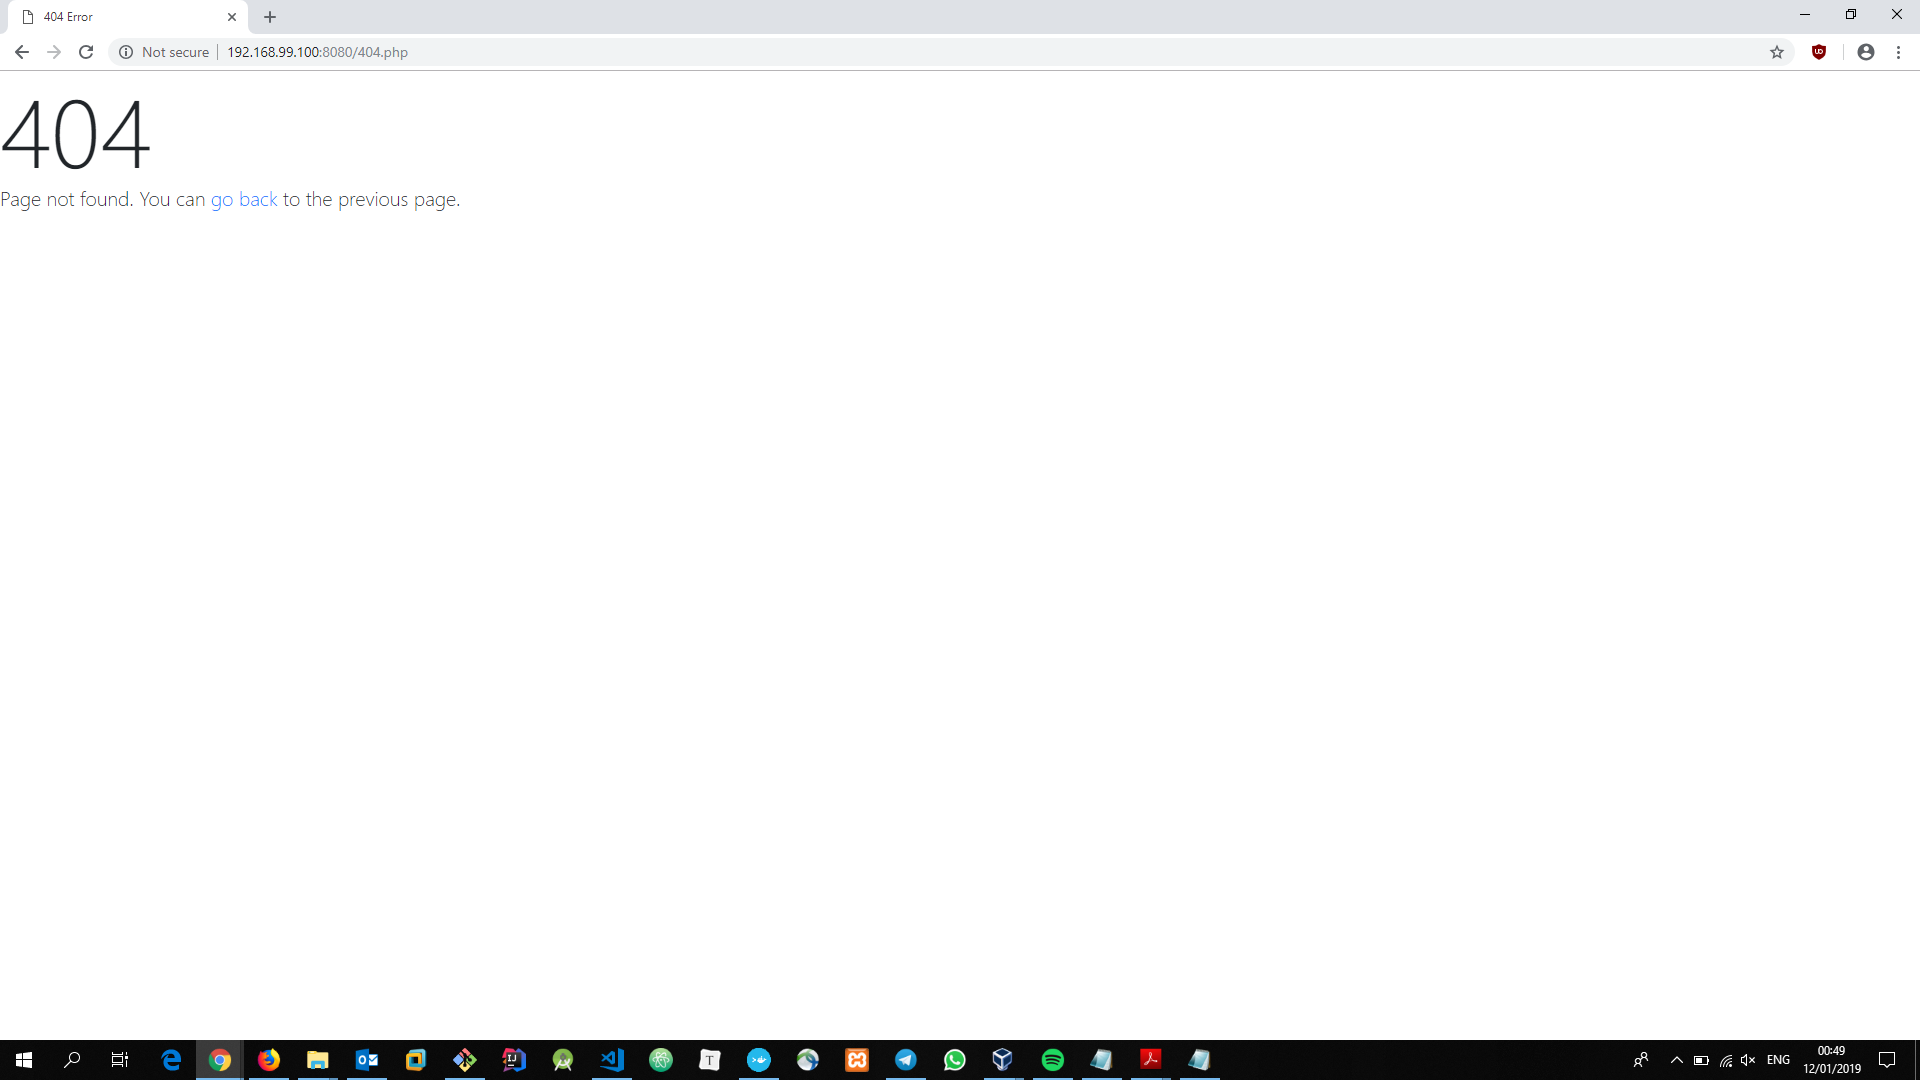 404 Error
Not secure
192.168.99.100:8080/404.php
404
Page not found. You can go back to the previous page.
ENG
00:49
12/01/2019